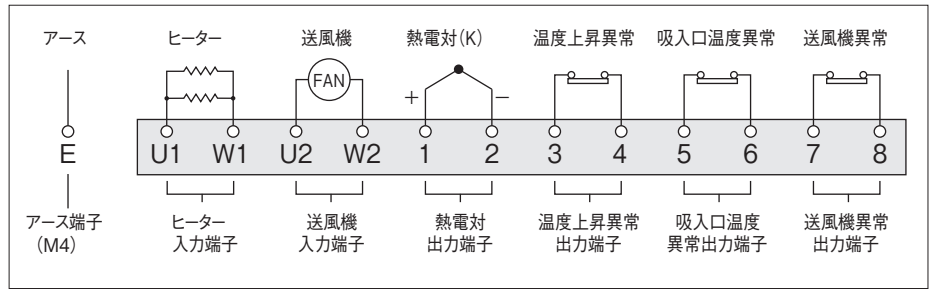 アース
ヒーター
送風機
熱電対(K)
温度上昇異常
吸入口温度異常
送風機異常
FAN
+
−
E
U1
W1
U2
W2
1
2
3
4
5
6
7
8
アース端子
(M4)
ヒーター
入力端子
送風機
入力端子
熱電対
出力端子
温度上昇異常
出力端子
吸入口温度
異常出力端子
送風機異常
出力端子